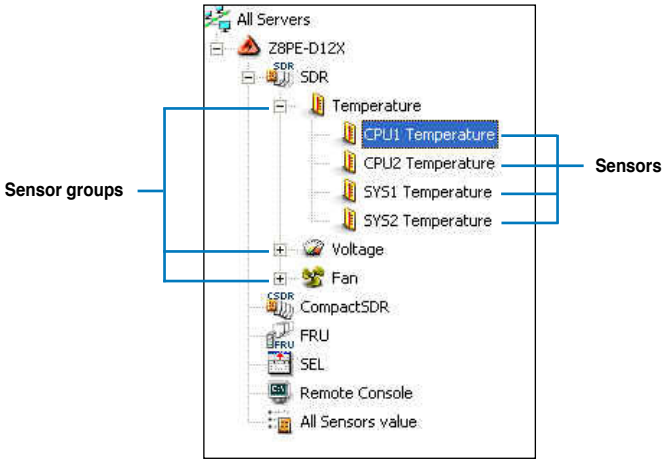 All Servers
Z8PE-D12X
SDR
SDR
Temperature
CPU1 Temperature
CPU2 Temperature
SYS1 Temperature
SYS2 Temperature
Sensors
Sensor groups
Voltage
Fan
CSDR
CompactSDR
FRU
FRU
SEL
C:\
Remote Console
All Sensors value